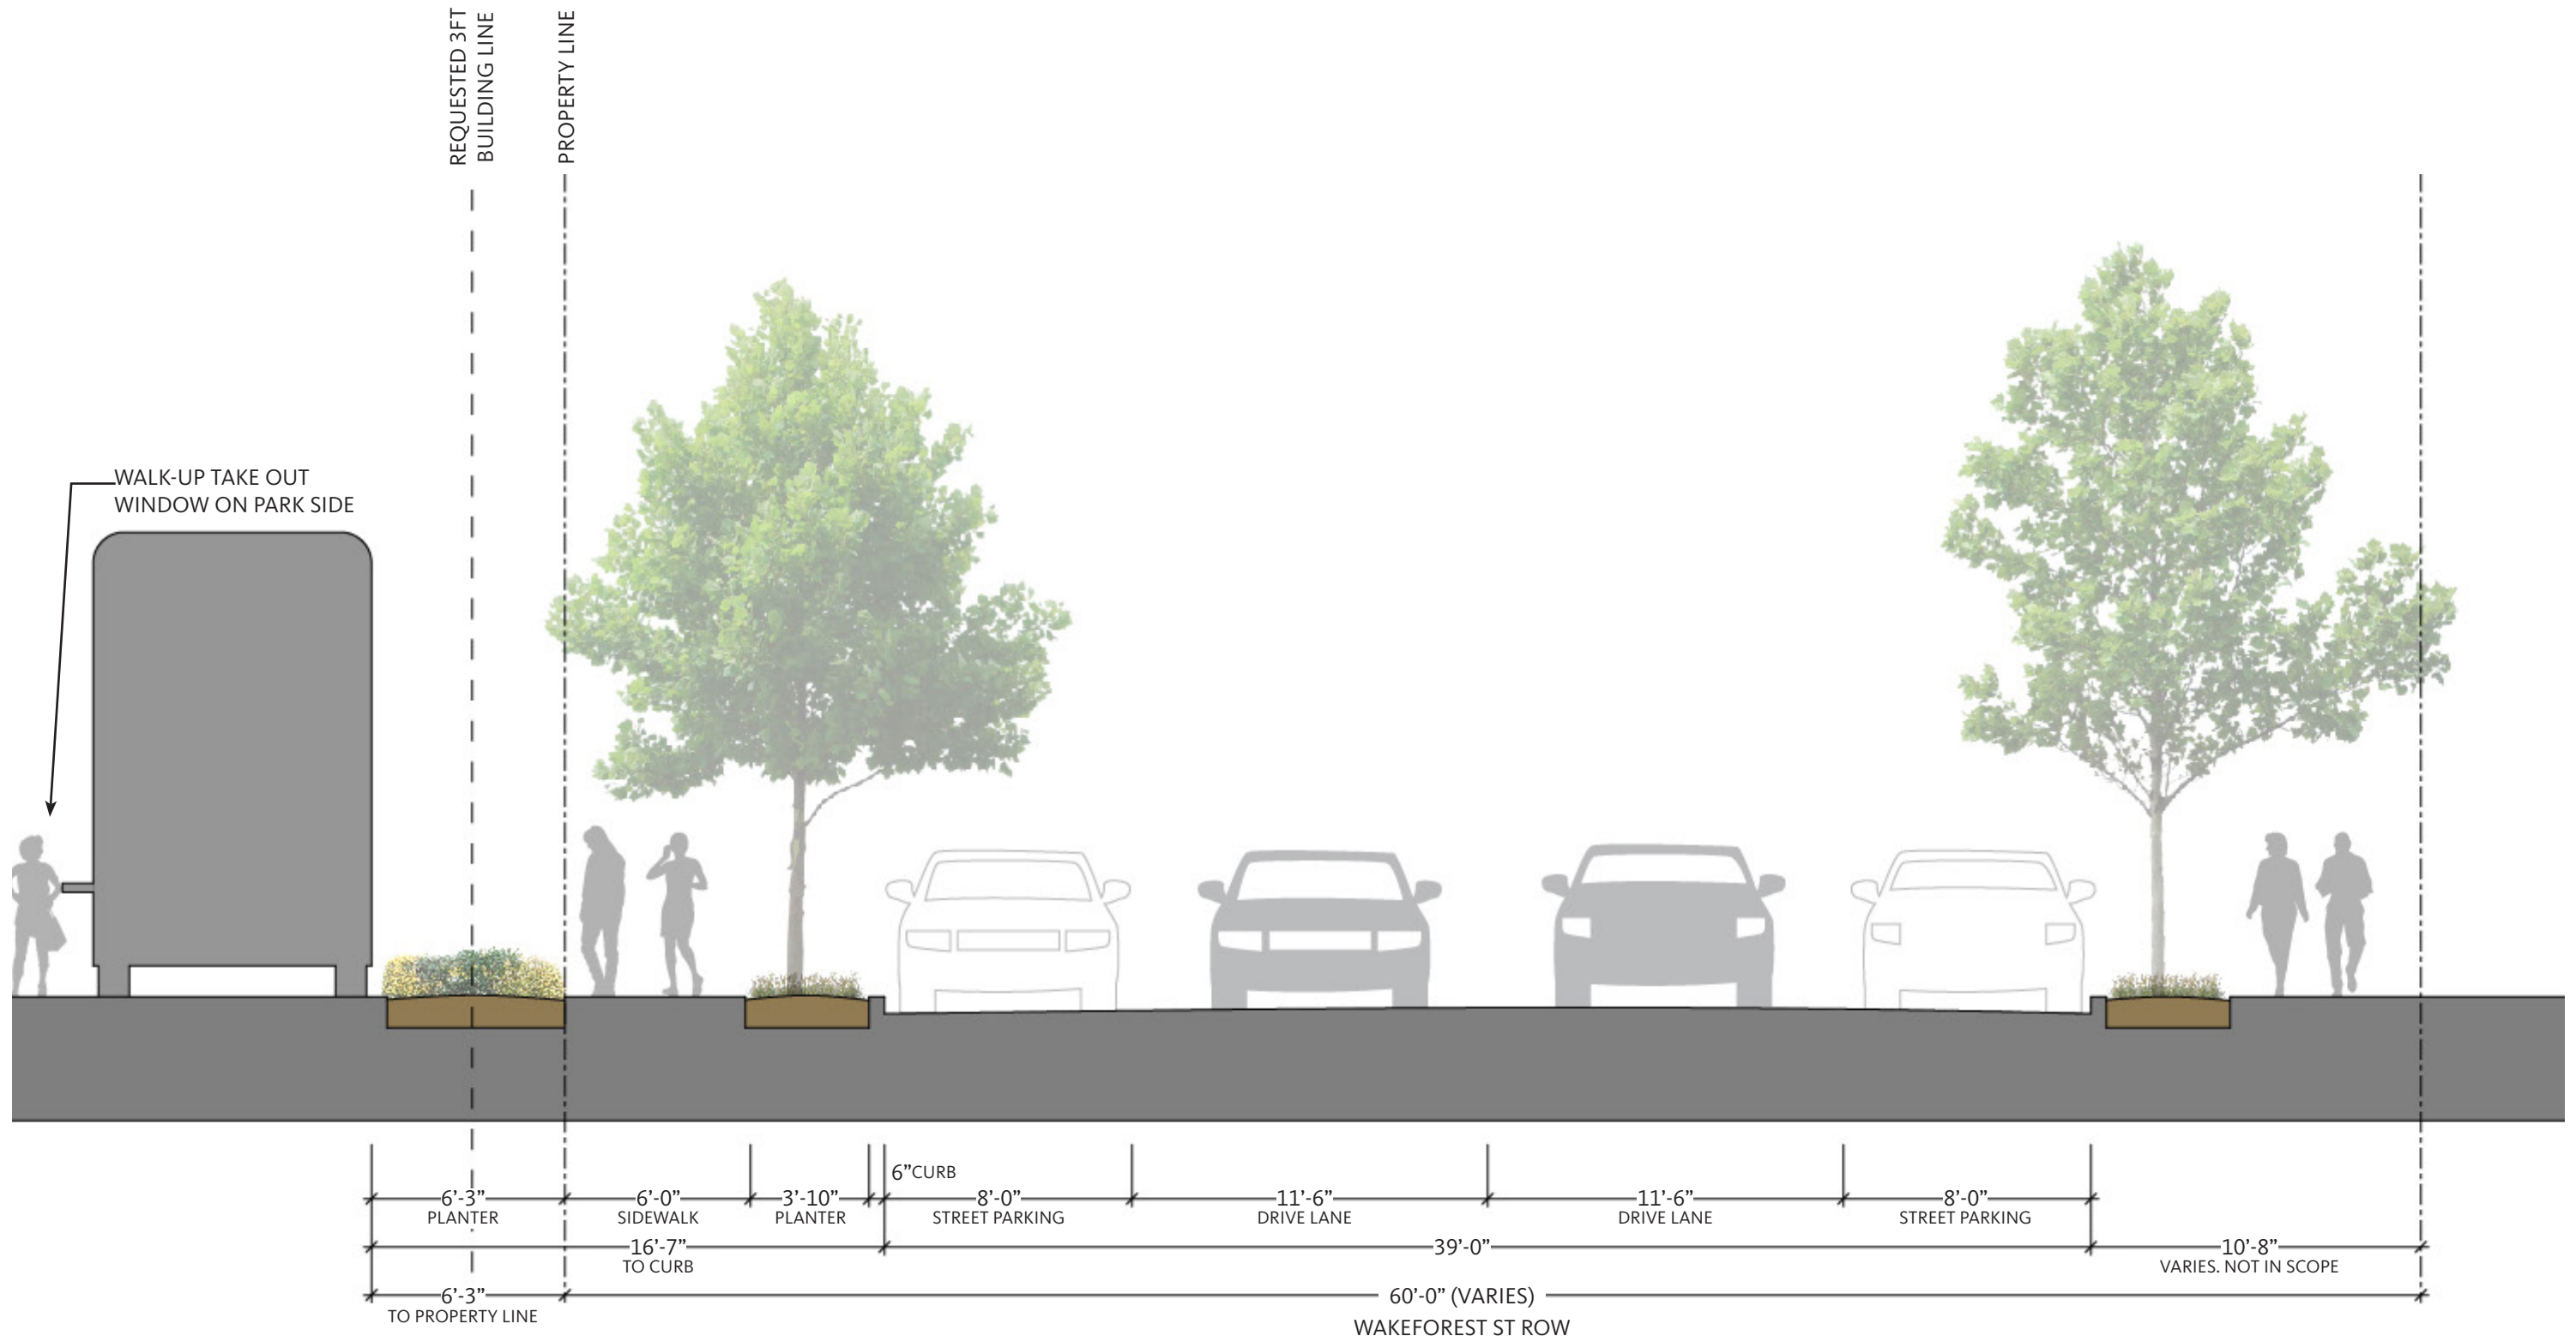 REQUESTED 3FT
BUILDING LINE
PROPERTY LINE
WALK-UP TAKE OUT
WINDOW ON PARK SIDE
6”CURB
6’-3”
PLANTER
6’-0”
SIDEWALK
3’-10”
PLANTER
8’-0”
STREET PARKING
11’-6”
DRIVE LANE
11’-6”
DRIVE LANE
8’-0”
STREET PARKING
16’-7”
TO CURB
39’-0”
10’-8”
VARIES. NOT IN SCOPE
6’-3”
TO PROPERTY LINE
60’-0” (VARIES)
WAKEFOREST ST ROW